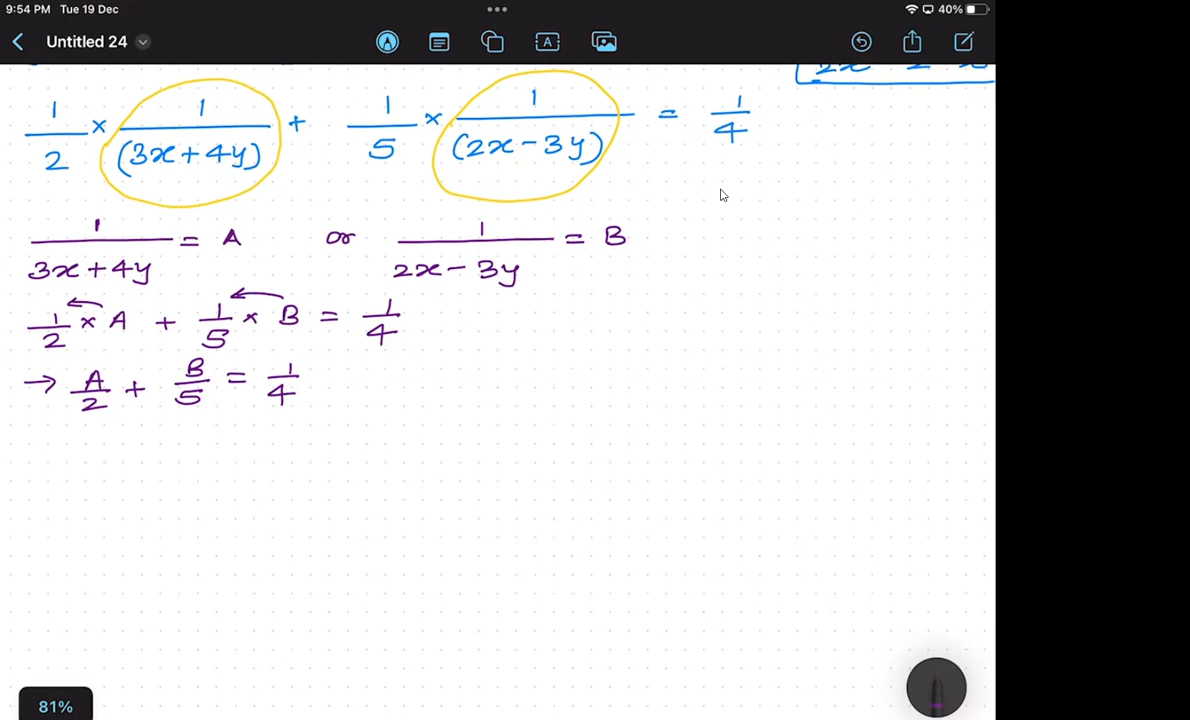 9:54 PM Tue 19 Dec 40%
Untitled 24
1/2 × 1/(3x+4y) + 1/5 × 1/(2x-3y) = 1/4
1/3x+4y = A or 1/2x-3y = B
1/2 × A + 1/5 × B = 1/4
→ A/2 + B/5 = 1/4
81%